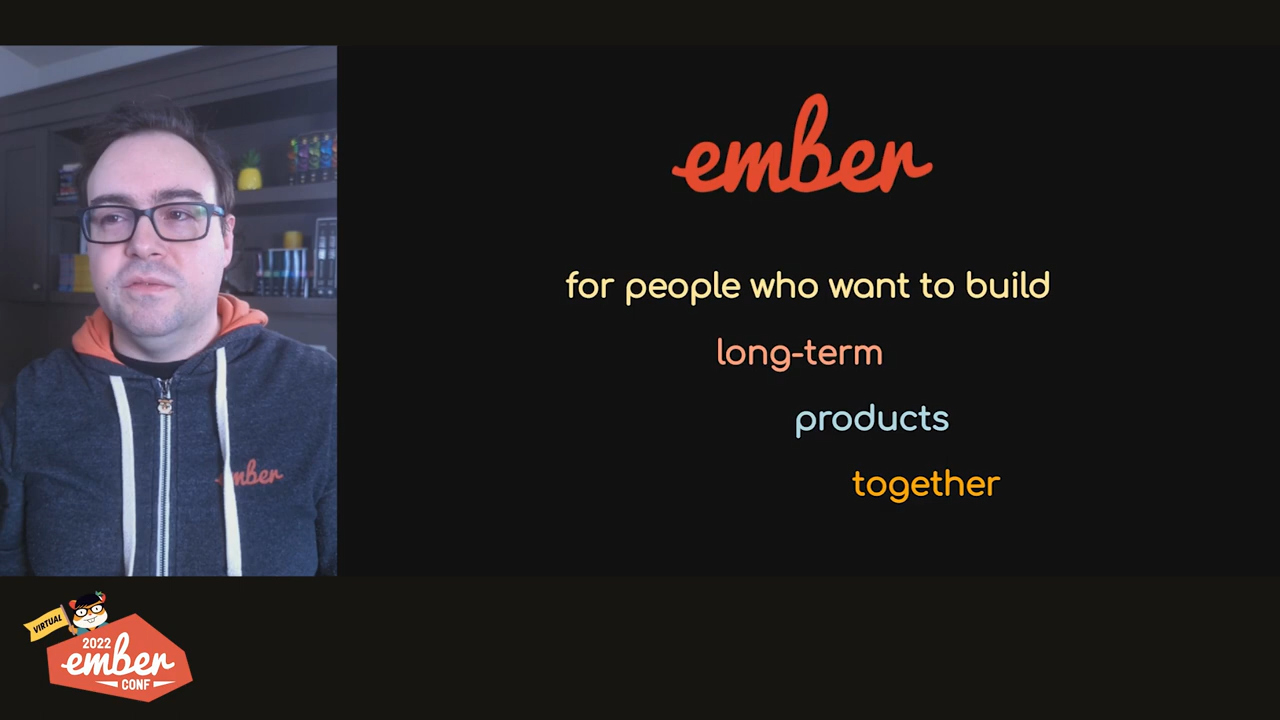 ember
for people who want to build
long-term
products
together
ember
VIRTUAL
2022
ember
CONF